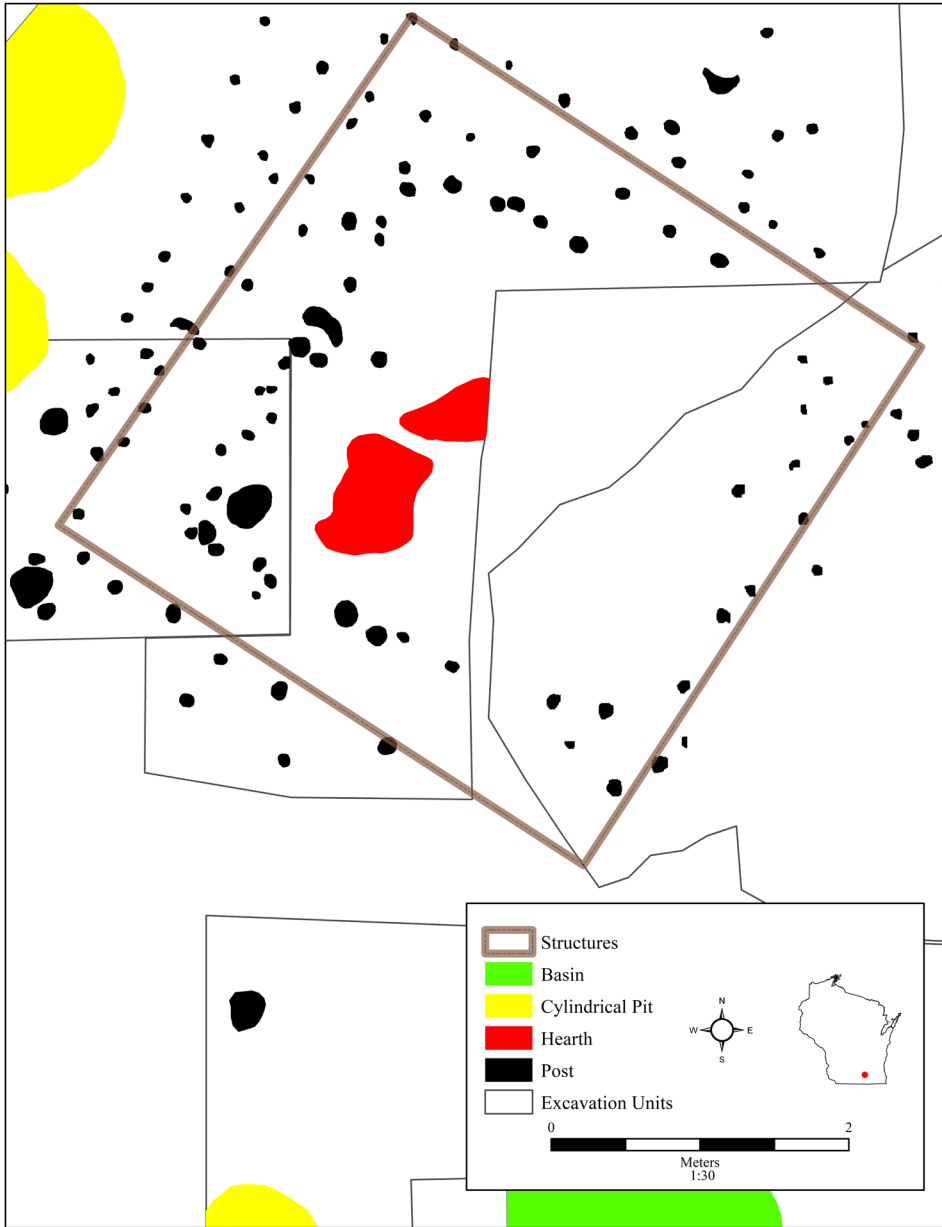 Structures
Basin
Cylindrical Pit
Hearth
Post
Excavation Units
N
W E
S
0 2
Meters
1:30